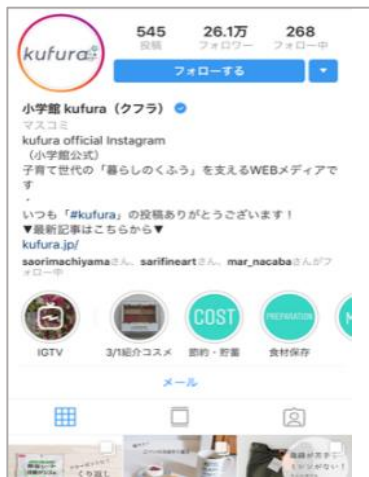 kufura
545 26.1万 268
投稿 フォロワー フォロー中
フォローする
小学館 kufura（クフラ）
マスコミ
kufura official Instagram
（小学館公式）
子育て世代の「暮らしのくふう」を支えるWEBメディアで
す
.
いつも「#kufura」の投稿ありがとうございます！
▼最新記事はこちらから▼
kufura.jp/
saorimachiyamaさん、sarifineartさん、mar_nacabaさんがフ
ォロー中
COST PREPARATION M
IGTV 3/1紹介コスメ 節約・貯蓄 食材保存
メール
くり返し